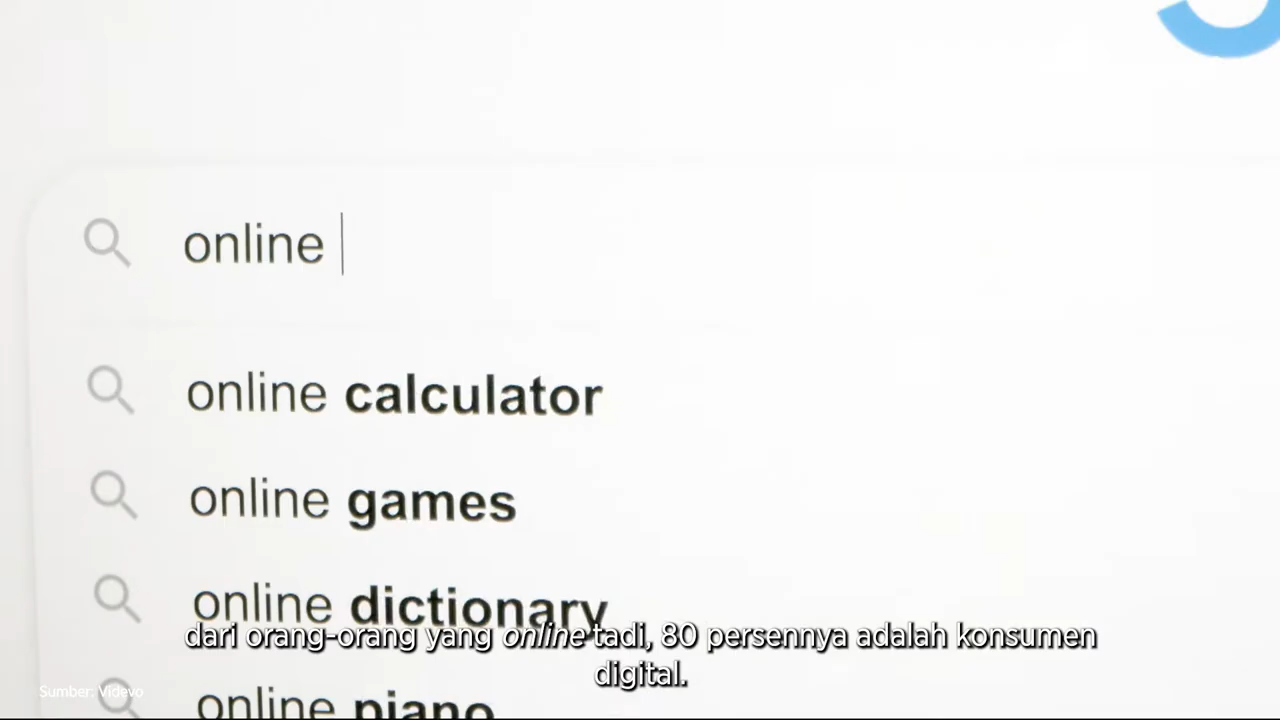 online
online calculator
online games
online dictionary
dari orang-orang yang online tadi, 80 persennya adalah konsumen
digital.
Sumber: Videvo
online piano